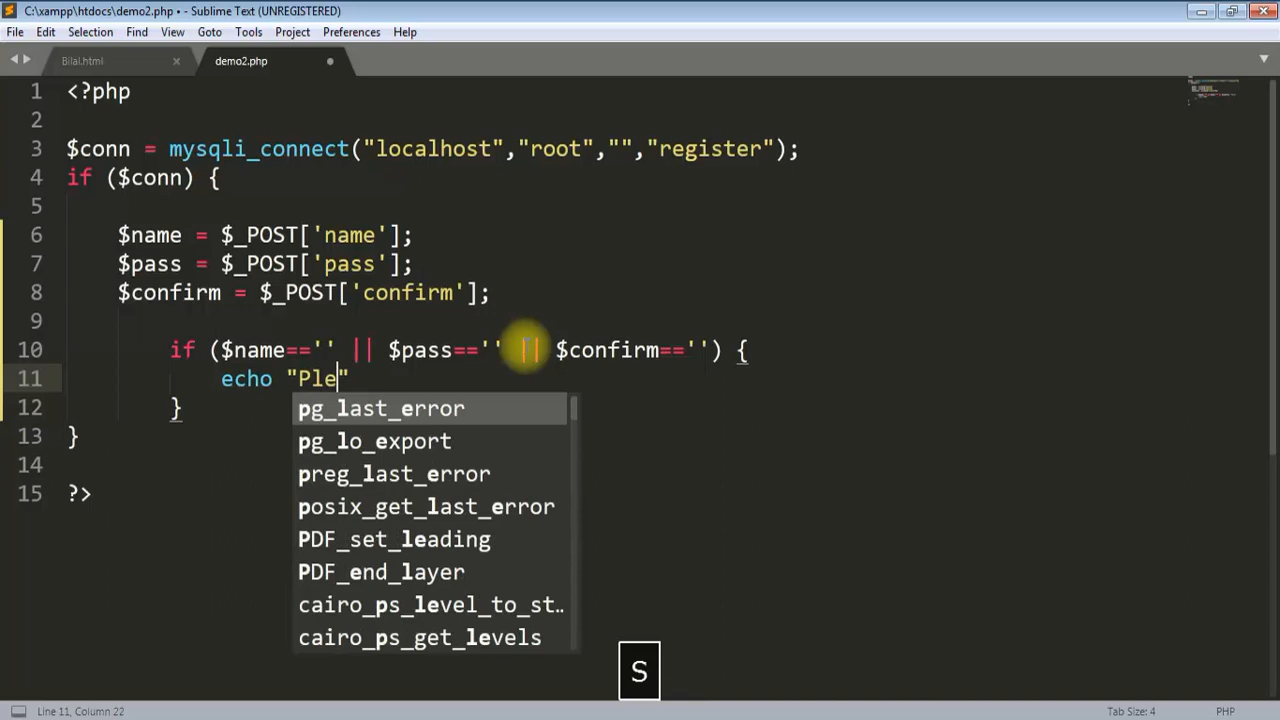 C:\xampp\htdocs\demo2.php • - Sublime Text (UNREGISTERED)
File Edit Selection Find View Goto Tools Project Preferences Help
Bilal.html × demo2.php
1 <?php
2
3 $conn = mysqli_connect("localhost","root","","register");
4 if ($conn) {
5
6 $name = $_POST['name'];
7 $pass = $_POST['pass'];
8 $confirm = $_POST['confirm'];
9
10 if ($name=='' || $pass=='' || $confirm=='') {
11 echo "Ple"
12 }
13 }
14
15 ?>
pg_last_error
pg_lo_export
preg_last_error
posix_get_last_error
PDF_set_leading
PDF_end_layer
cairo_ps_level_to_st..
cairo_ps_get_levels
S
Line 11, Column 22 Tab Size: 4 PHP